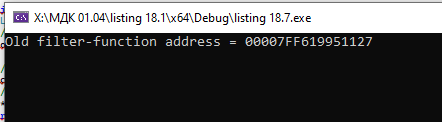 X:\МДК 01.04\listing 18.1\x64\Debug\listing 18.7.exe
Old filter-function address = 00007FF619951127